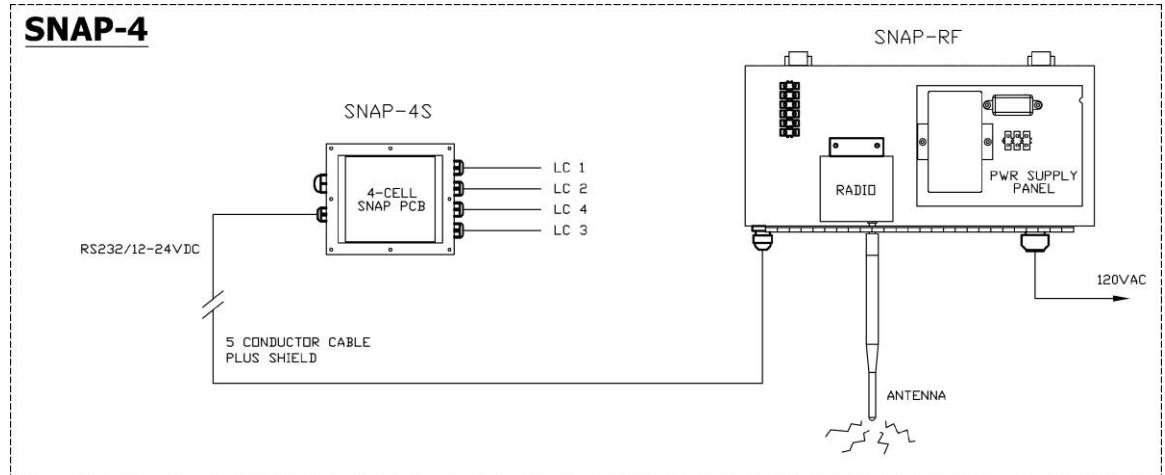 SNAP-4
SNAP-RF
SNAP-4S
4-CELL
SNAP PCB
LC 1
LC 2
LC 4
LC 3
RADIO
PWR SUPPLY
PANEL
RS232/12-24VDC
120VAC
5 CONDUCTOR CABLE
PLUS SHIELD
ANTENNA